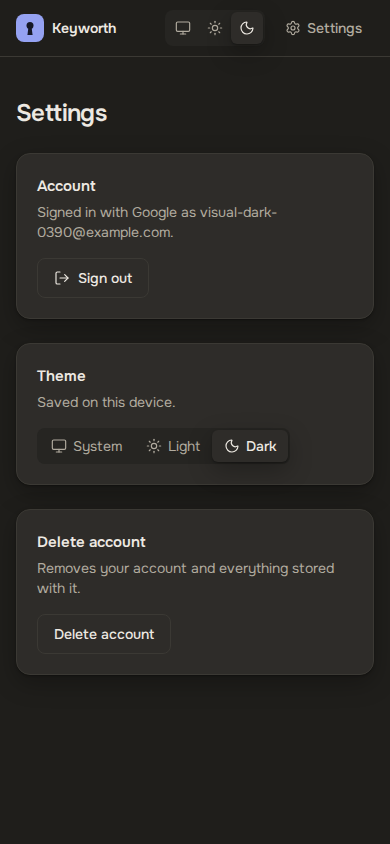 Keyworth
Settings
Settings
Account
Signed in with Google as visual-dark-
0390@example.com.
Sign out
Theme
Saved on this device.
System
Light
Dark
Delete account
Removes your account and everything stored
with it.
Delete account